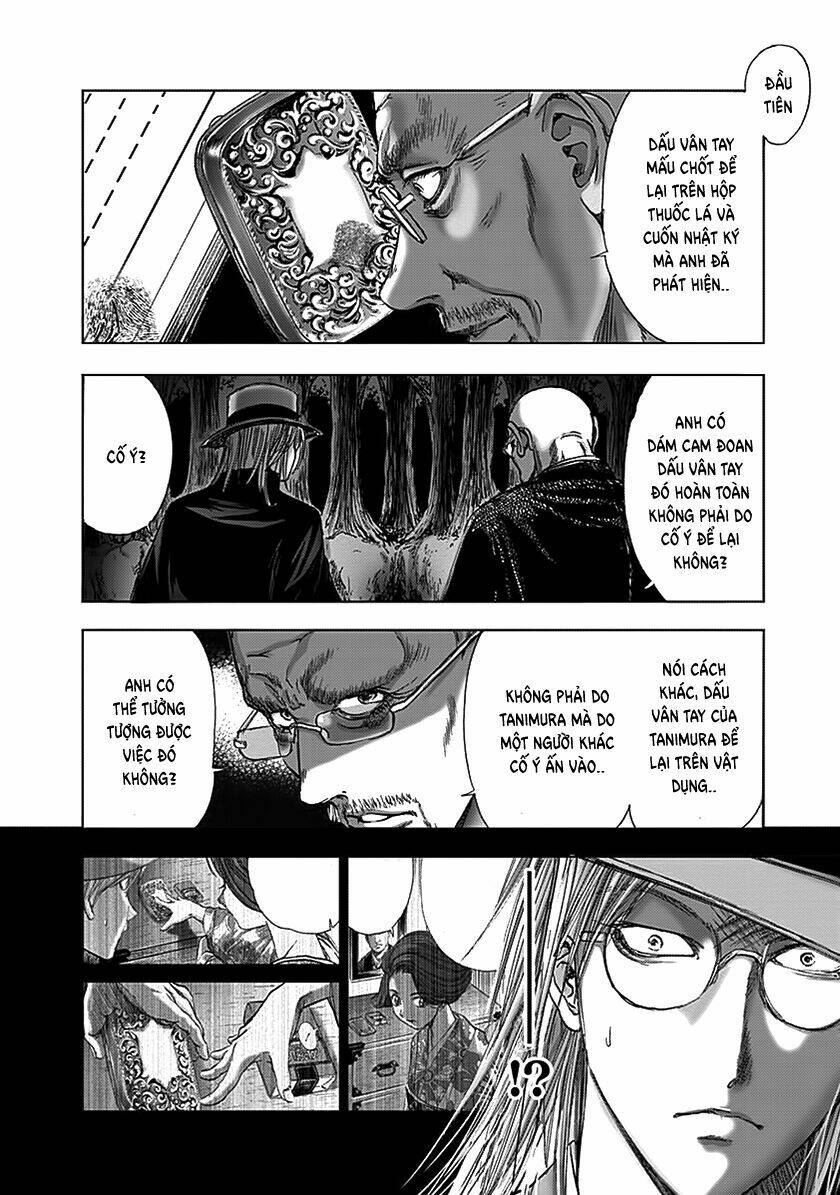 ĐẦU
TIÊN
DẤU VÂN TAY
MẤU CHỐT ĐỂ
LẠI TRÊN HỘP
THUỐC LÁ VÀ
CUỐN NHẬT KÝ
MÀ ANH ĐÃ
PHÁT HIỆN..
ANH CÓ
DÁM CAM ĐOAN
DẤU VÂN TAY
ĐÓ HOÀN TOÀN
KHÔNG PHẢI DO
CỐ Ý ĐỂ LẠI
KHÔNG?
CỐ Ý?
NÓI CÁCH
KHÁC, DẤU
VÂN TAY CỦA
TANIMURA ĐỂ
LẠI TRÊN VẬT
DỤNG..
KHÔNG PHẢI DO
TANIMURA MÀ DO
MỘT NGƯỜI KHÁC
CỐ Ý ẤN VÀO..
ANH CÓ
THỂ TƯỞNG
TƯỢNG ĐƯỢC
VIỆC ĐÓ
KHÔNG?
!?